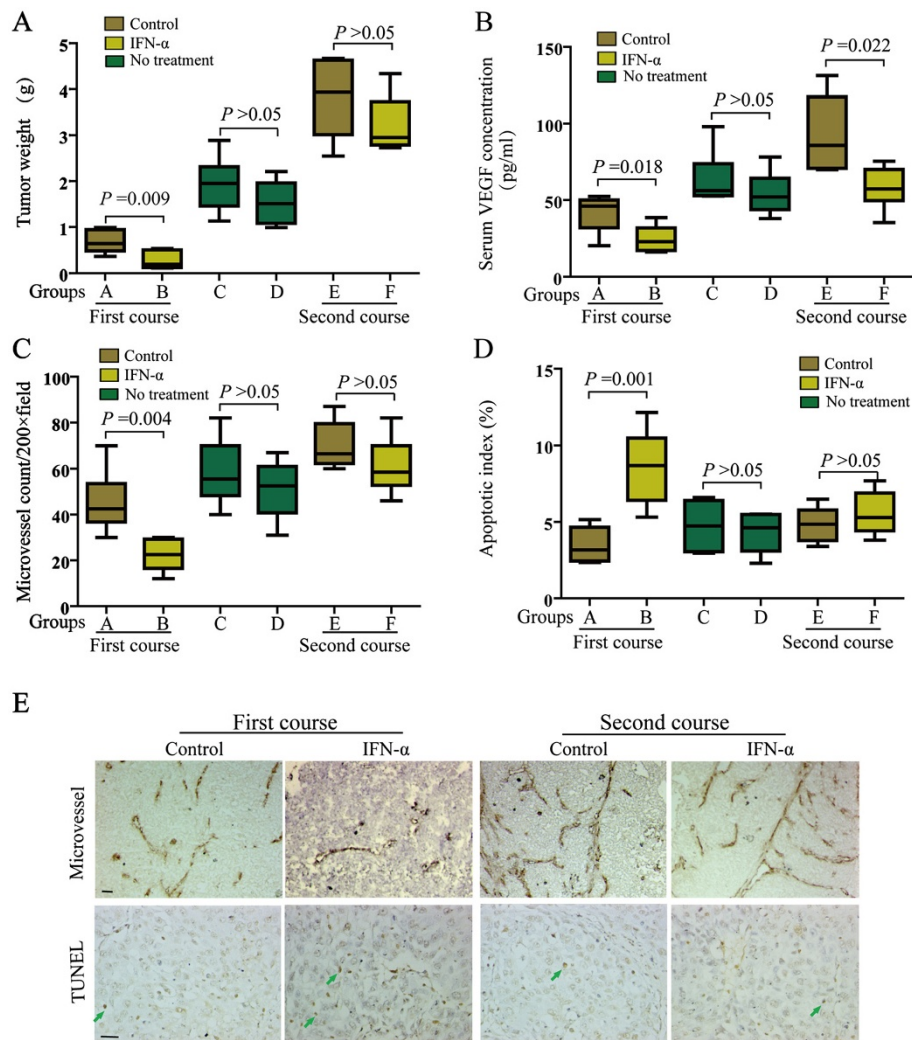 A
Control
IFN-α
No treatment
Tumor weight (g)
5
4
3
2
1
0
P =0.009
P >0.05
P >0.05
Groups A B C D E F
First course Second course
B
Control
IFN-α
No treatment
Serum VEGF concentration
(pg/ml)
150
100
50
0
P =0.018
P >0.05
P =0.022
Groups A B C D E F
First course Second course
C
Control
IFN-α
No treatment
Microvessel count/200×field
100
80
60
40
20
0
P =0.004
P >0.05
P >0.05
Groups A B C D E F
First course Second course
D
Control
IFN-α
No treatment
Apoptotic index (%)
15
10
5
0
P =0.001
P >0.05
P >0.05
Groups A B C D E F
First course Second course
E
First course Second course
Control IFN-α Control IFN-α
Microvessel
TUNEL